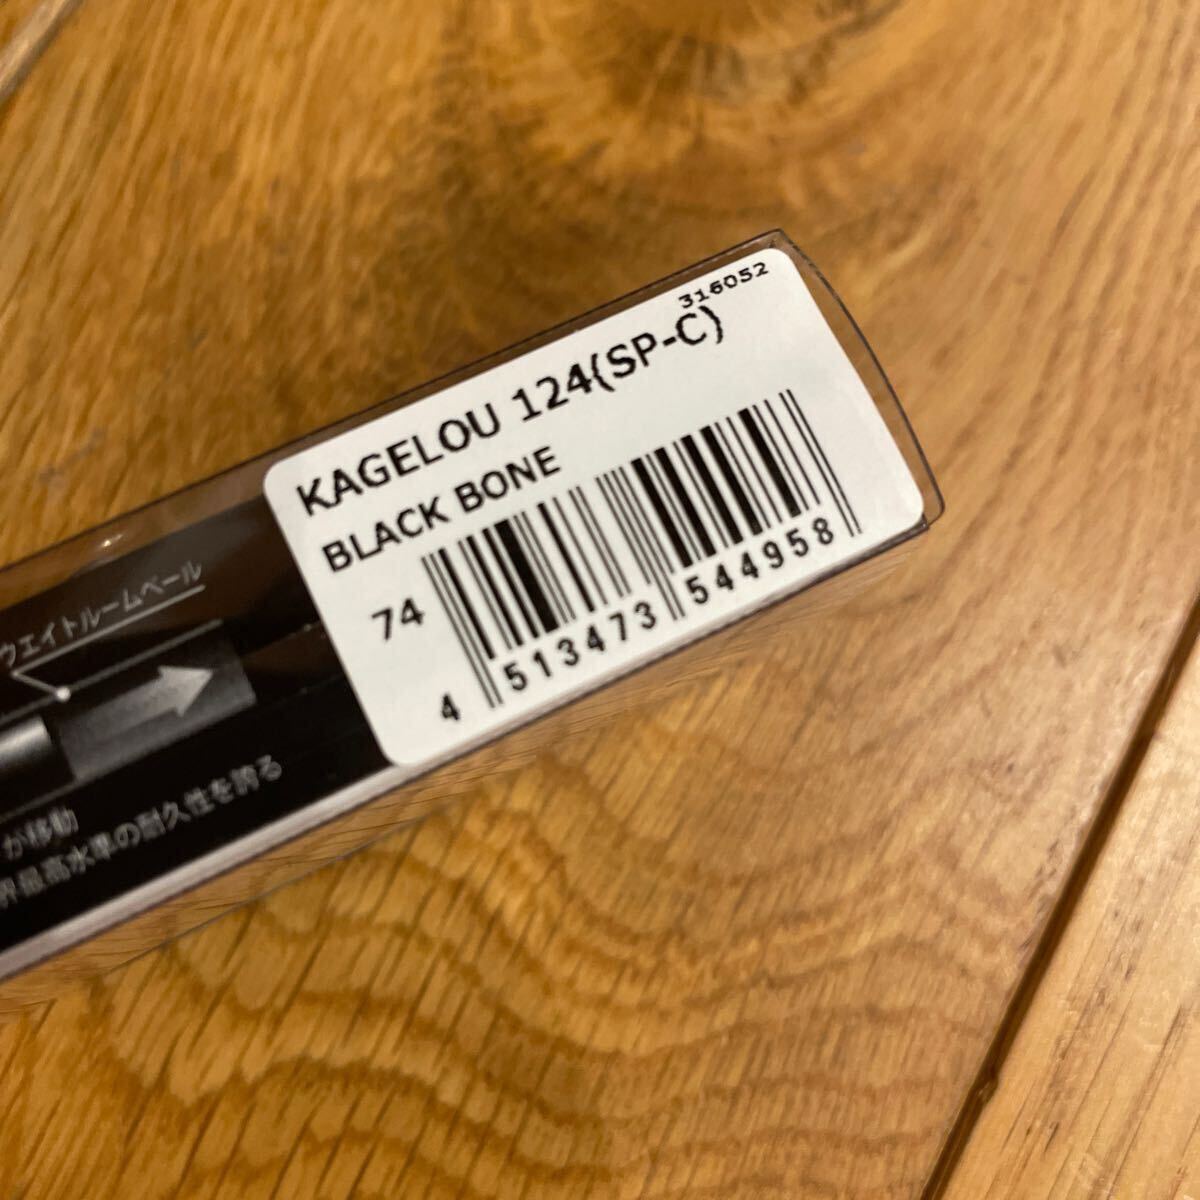 316052
KAGELOU 124(SP-C)
BLACK BONE
74
4 513473 544958
ウエイトルームベール
が移動
界最高水準の耐久性を誇る